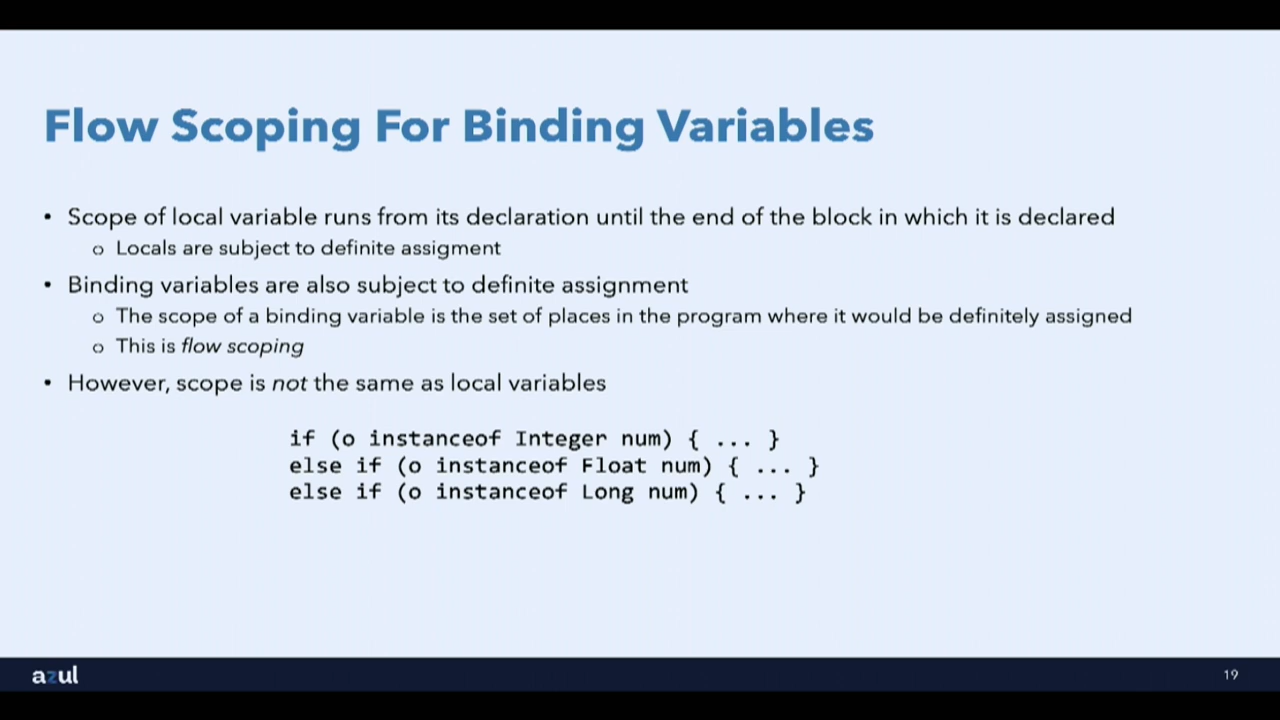 Flow Scoping For Binding Variables
• Scope of local variable runs from its declaration until the end of the block in which it is declared
o Locals are subject to definite assigment
• Binding variables are also subject to definite assignment
o The scope of a binding variable is the set of places in the program where it would be definitely assigned
o This is flow scoping
• However, scope is not the same as local variables
if (o instanceof Integer num) { ... }
else if (o instanceof Float num) { ... }
else if (o instanceof Long num) { ... }
azul
19